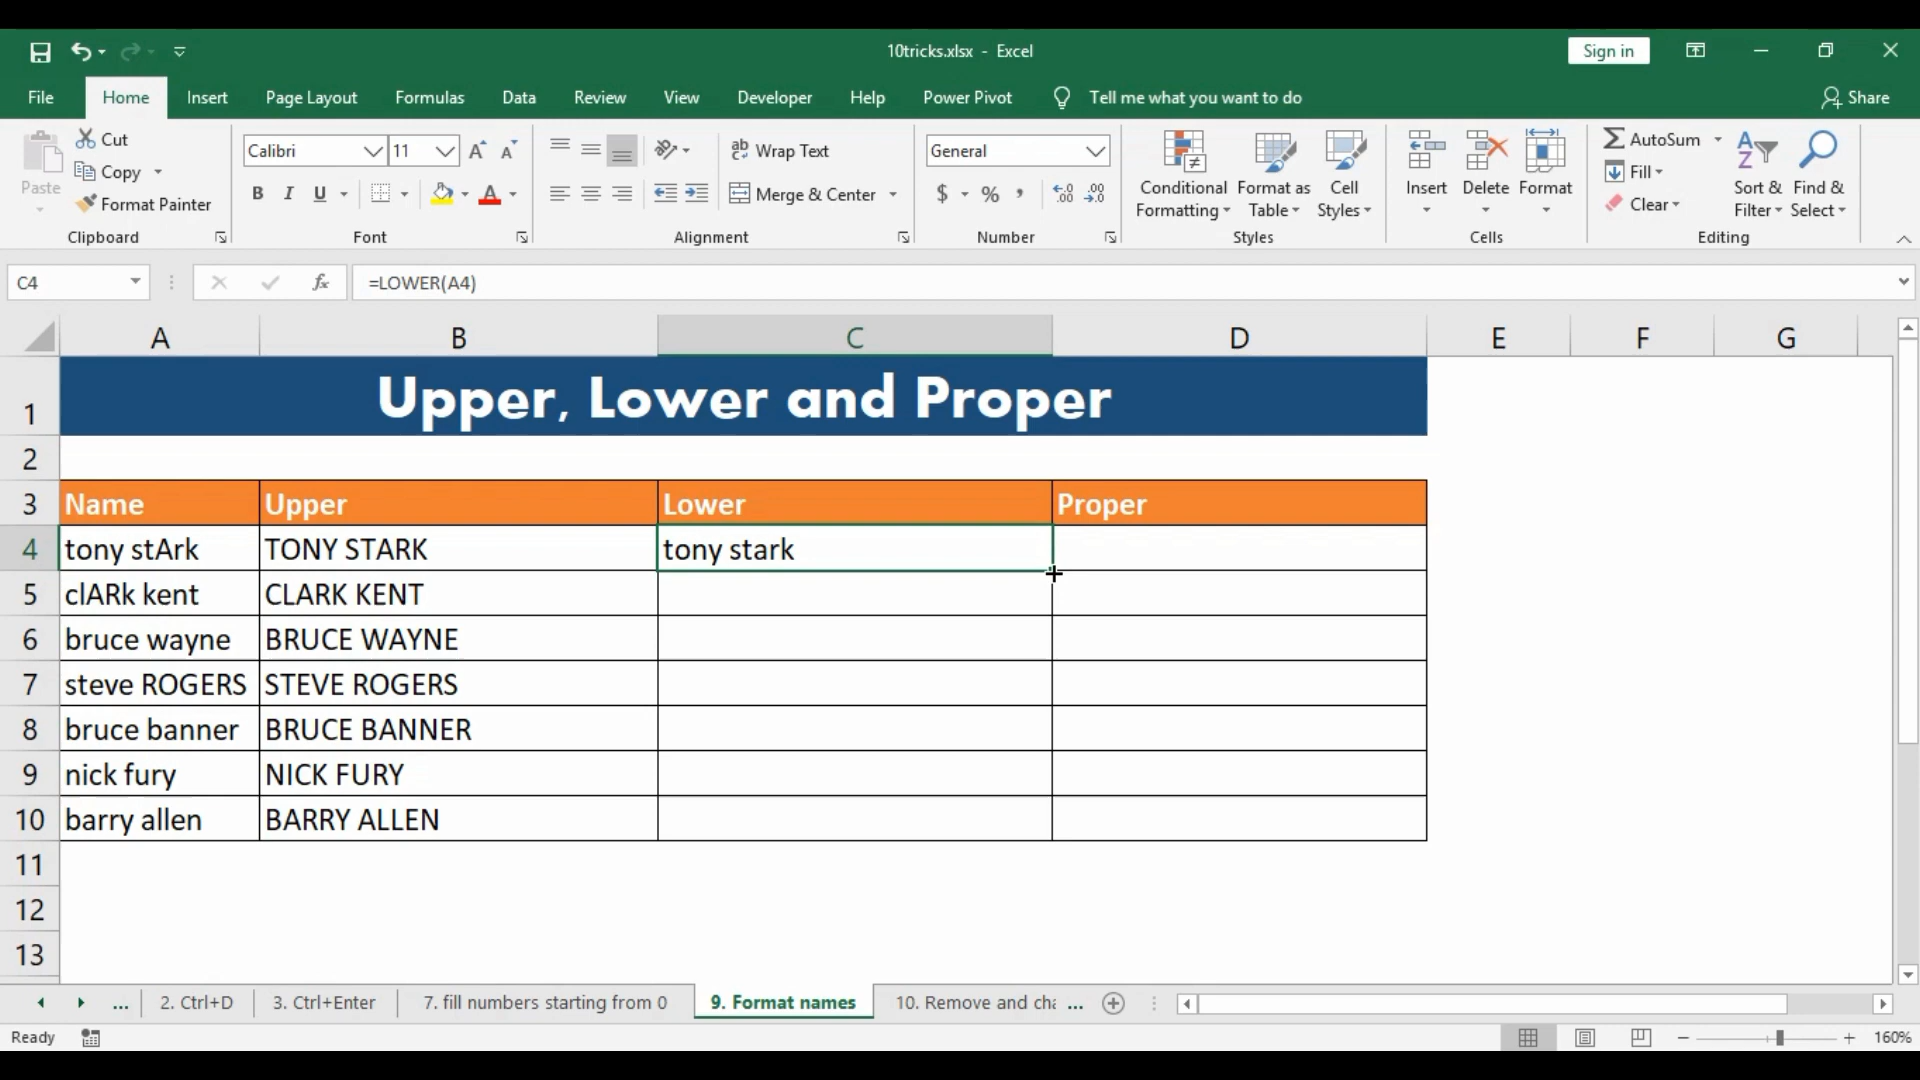 10tricks.xlsx - Excel
Sign in
File Home Insert Page Layout Formulas Data Review View Developer Help Power Pivot Tell me what you want to do Share
Paste
Cut
Copy
Format Painter
Clipboard
Calibri 11
B I U
Font
Wrap Text
Merge & Center
Alignment
General
$ % ,
Number
Conditional Formatting
Format as Table
Cell Styles
Styles
Insert Delete Format
Cells
AutoSum
Fill
Clear
Sort & Filter
Find & Select
Editing
C4 fx =LOWER(A4)
A B C D E F G
1 Upper, Lower and Proper
2
3 Name Upper Lower Proper
4 tony stArk TONY STARK tony stark
5 clARk kent CLARK KENT
6 bruce wayne BRUCE WAYNE
7 steve ROGERS STEVE ROGERS
8 bruce banner BRUCE BANNER
9 nick fury NICK FURY
10 barry allen BARRY ALLEN
11
12
13
... 2. Ctrl+D 3. Ctrl+Enter 7. fill numbers starting from 0 9. Format names 10. Remove and cha ...
Ready 160%